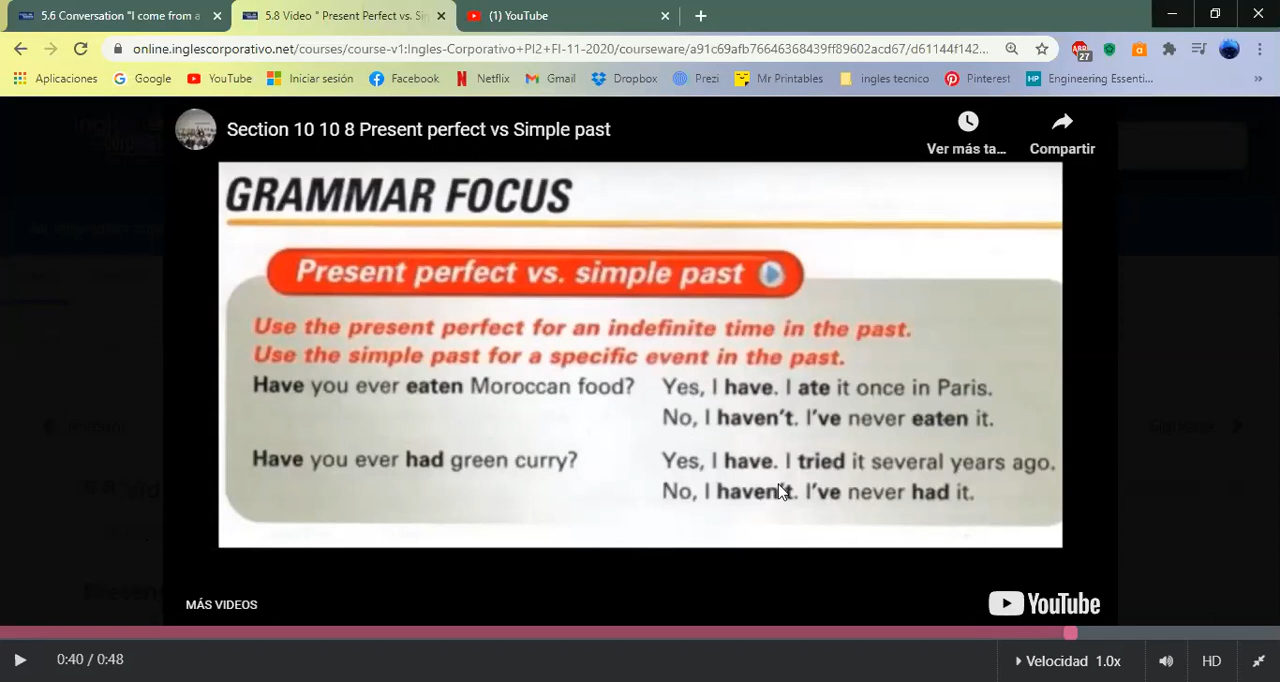 5.6 Conversation "I come from a
5.8 Video " Present Perfect vs. Sim
(1) YouTube
online.inglescorporativo.net/courses/course-v1:Ingles-Corporativo+PI2+FI-11-2020/courseware/a91c69afb76646368439ff89602acd67/d61144f142...
ABP
27
Aplicaciones
Google
YouTube
Iniciar sesión
Facebook
Netflix
Gmail
Dropbox
Prezi
Mr Printables
ingles tecnico
Pinterest
HP
Engineering Essenti...
Section 10 10 8 Present perfect vs Simple past
Ver más ta...
Compartir
GRAMMAR FOCUS
Present perfect vs. simple past
Use the present perfect for an indefinite time in the past.
Use the simple past for a specific event in the past.
Have you ever eaten Moroccan food?
Yes, I have. I ate it once in Paris.
No, I haven't. I've never eaten it.
Have you ever had green curry?
Yes, I have. I tried it several years ago.
No, I haven't. I've never had it.
MÁS VIDEOS
YouTube
0:40 / 0:48
Velocidad 1.0x
HD